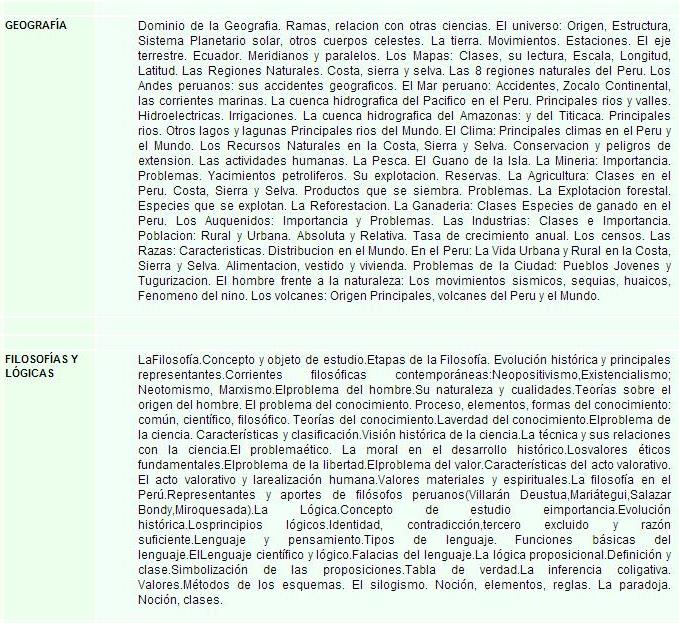 GEOGRAFÍA
Dominio de la Geografia. Ramas, relacion con otras ciencias. El universo: Origen, Estructura,
Sistema Planetario solar, otros cuerpos celestes. La tierra. Movimientos. Estaciones. El eje
terrestre. Ecuador. Meridianos y paralelos. Los Mapas: Clases, su lectura, Escala, Longitud,
Latitud. Las Regiones Naturales. Costa, sierra y selva. Las 8 regiones naturales del Peru. Los
Andes peruanos: sus accidentes geograficos. El Mar peruano: Accidentes, Zocalo Continental,
las corrientes marinas. La cuenca hidrografica del Pacifico en el Peru. Principales rios y valles.
Hidroelectricas. Irrigaciones. La cuenca hidrografica del Amazonas: y del Titicaca. Principales
rios. Otros lagos y lagunas Principales rios del Mundo. El Clima: Principales climas en el Peru y
el Mundo. Los Recursos Naturales en la Costa, Sierra y Selva. Conservacion y peligros de
extension. Las actividades humanas. La Pesca. El Guano de la Isla. La Mineria: Importancia.
Problemas. Yacimientos petroliferos. Su explotacion. Reservas. La Agricultura: Clases en el
Peru. Costa, Sierra y Selva. Productos que se siembra. Problemas. La Explotacion forestal.
Especies que se explotan. La Reforestacion. La Ganaderia: Clases Especies de ganado en el
Peru. Los Auquenidos: Importancia y Problemas. Las Industrias: Clases e Importancia.
Poblacion: Rural y Urbana. Absoluta y Relativa. Tasa de crecimiento anual. Los censos. Las
Razas: Caracteristicas. Distribucion en el Mundo. En el Peru: La Vida Urbana y Rural en la Costa,
Sierra y Selva. Alimentacion, vestido y vivienda. Problemas de la Ciudad: Pueblos Jovenes y
Tugurizacion. El hombre frente a la naturaleza: Los movimientos sismicos, sequias, huaicos,
Fenomeno del nino. Los volcanes: Origen Principales, volcanes del Peru y el Mundo.
FILOSOFÍAS Y
LÓGICAS
LaFilosofía.Concepto y objeto de estudio.Etapas de la Filosofía. Evolución histórica y principales
representantes.Corrientes filosóficas contemporáneas:Neopositivismo,Existencialismo;
Neotomismo, Marxismo.Elproblema del hombre.Su naturaleza y cualidades.Teorías sobre el
origen del hombre. El problema del conocimiento. Proceso, elementos, formas del conocimiento:
común, científico, filosófico. Teorías del conocimiento.Laverdad del conocimiento.Elproblema de
la ciencia. Características y clasificación.Visión histórica de la ciencia.La técnica y sus relaciones
con la ciencia.El problemaético. La moral en el desarrollo histórico.Losvalores éticos
fundamentales.Elproblema de la libertad.Elproblema del valor.Características del acto valorativo.
El acto valorativo y larealización humana.Valores materiales y espirituales.La filosofía en el
Perú.Representantes y aportes de filósofos peruanos(Villarán Deustua,Mariátegui,Salazar
Bondy,Miroquesada).La Lógica.Concepto de estudio eimportancia.Evolución
histórica.Losprincipios lógicos.Identidad, contradicción,tercero excluido y razón
suficiente.Lenguaje y pensamiento.Tipos de lenguaje. Funciones básicas del
lenguaje.ElLenguaje científico y lógico.Falacias del lenguaje.La lógica proposicional.Definición y
clase.Simbolización de las proposiciones.Tabla de verdad.La inferencia coligativa.
Valores.Métodos de los esquemas. El silogismo. Noción, elementos, reglas. La paradoja.
Noción, clases.